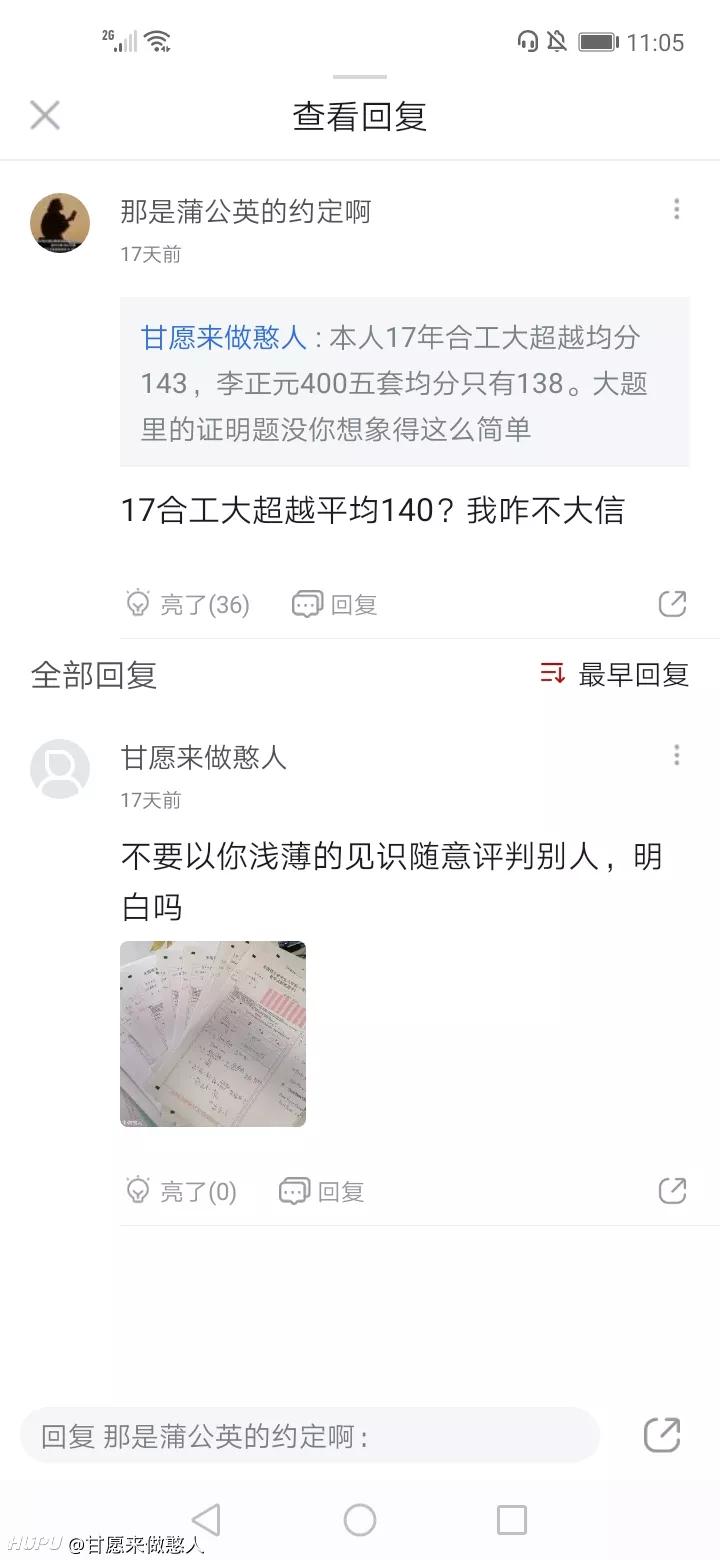 2G 11:05
查看回复
那是蒲公英的约定啊
17天前
甘愿来做憨人：本人17年合工大超越均分
143，李正元400五套均分只有138。大题
里的证明题没你想象得这么简单
17合工大超越平均140？我咋不大信
亮了(36) 回复
全部回复 最早回复
甘愿来做憨人
17天前
不要以你浅薄的见识随意评判别人，明
白吗
亮了(0) 回复
回复 那是蒲公英的约定啊：
HUPU @甘愿来做憨人